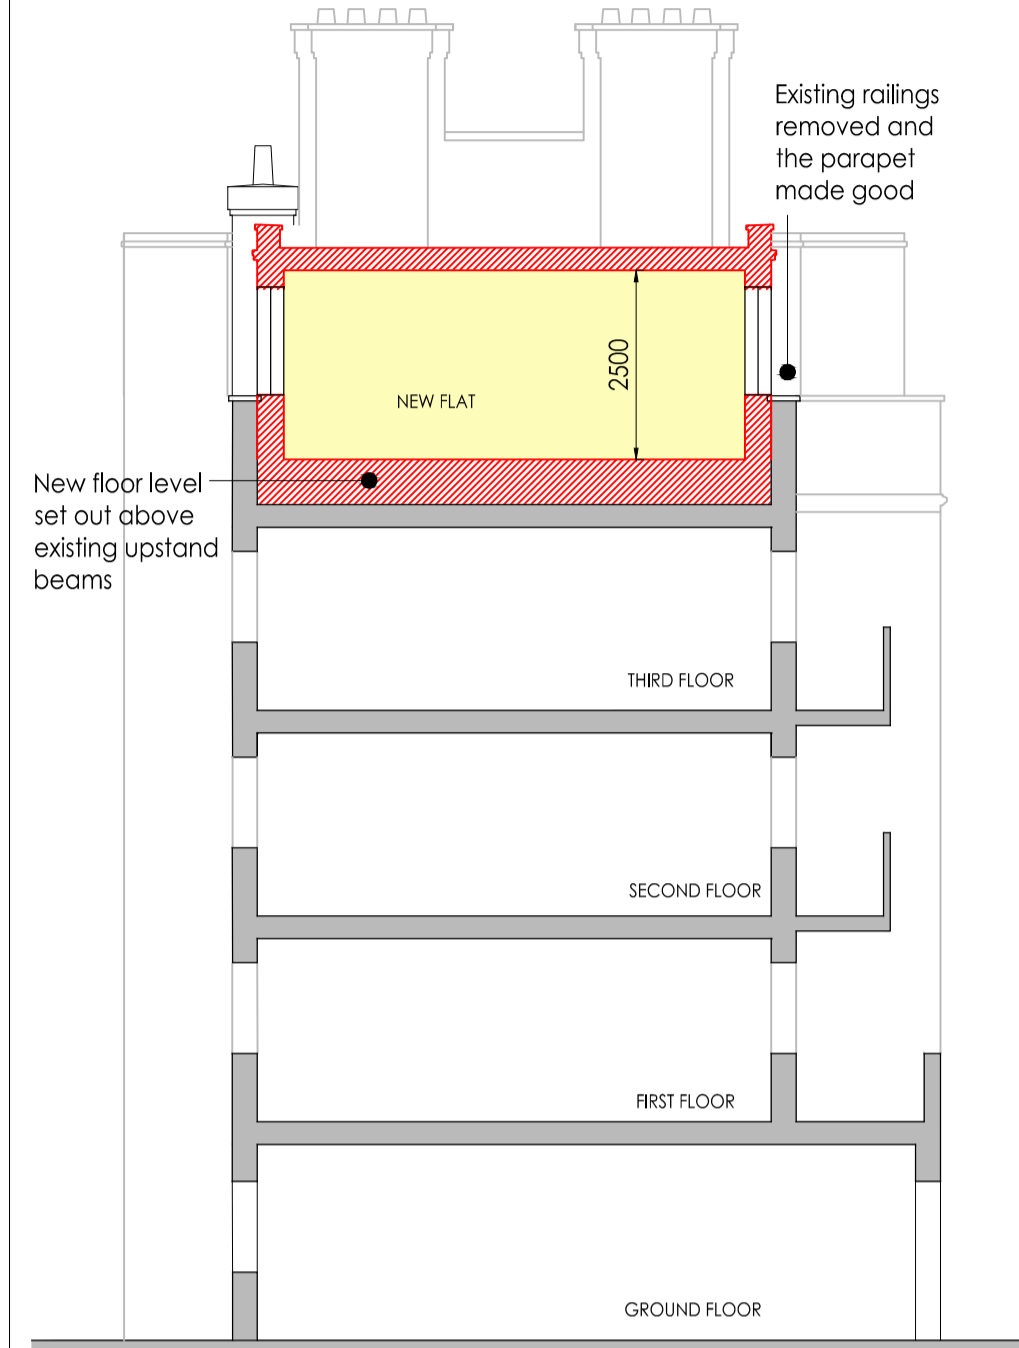 Existing railings
removed and
the parapet
made good
2500
NEW FLAT
New floor level
set out above
existing upstand
beams
THIRD FLOOR
SECOND FLOOR
FIRST FLOOR
GROUND FLOOR